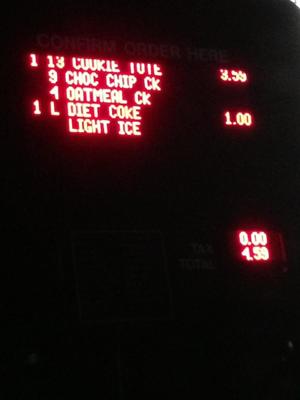 CONFIRM ORDER HERE
1 13 COOKIE TOTE 3.59
9 CHOC CHIP CK
4 OATMEAL CK
1 L DIET COKE 1.00
LIGHT ICE
TAX 0.00
TOTAL 4.59